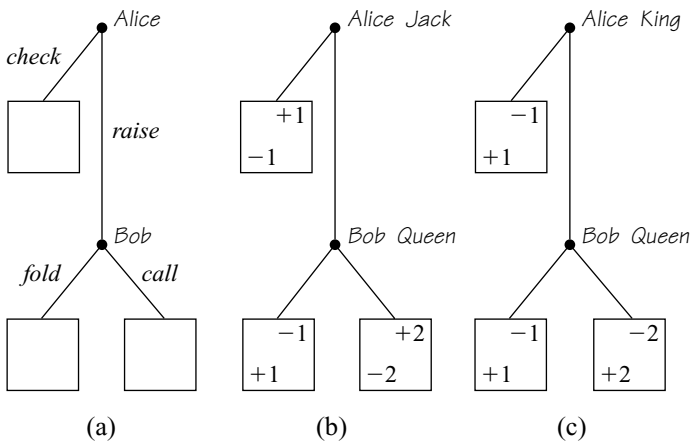 Alice
check
raise
Bob
fold
call
(a)
Alice Jack
+1
−1
Bob Queen
−1
+1
+2
−2
(b)
Alice King
−1
+1
Bob Queen
−1
+1
−2
+2
(c)